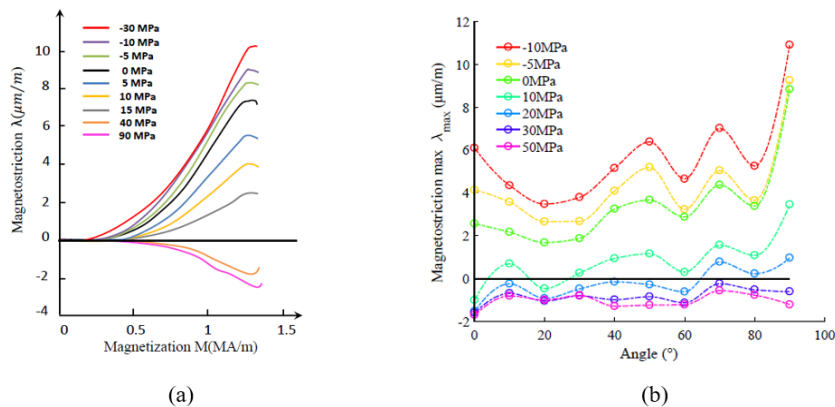 10
8
6
4
2
0
-2
-4
Magnetostriction λ(μm/m)
-30 MPa
-10 MPa
-5 MPa
0 MPa
5 MPa
10 MPa
15 MPa
40 MPa
90 MPa
0 0.5 1 1.5
Magnetization M(MA/m)
(a)
12
10
8
6
4
2
0
-2
Magnetostriction max λmax (μm/m)
-10MPa
-5MPa
0MPa
10MPa
20MPa
30MPa
50MPa
0 20 40 60 80 100
Angle (°)
(b)